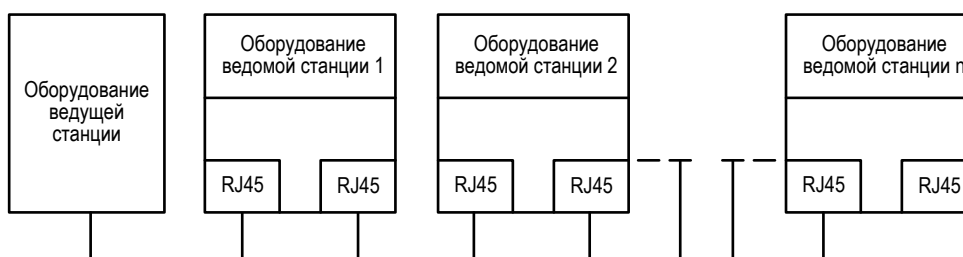 Оборудование
ведущей
станции
Оборудование
ведомой станции 1
RJ45
RJ45
Оборудование
ведомой станции 2
RJ45
RJ45
Оборудование
ведомой станции n
RJ45
RJ45